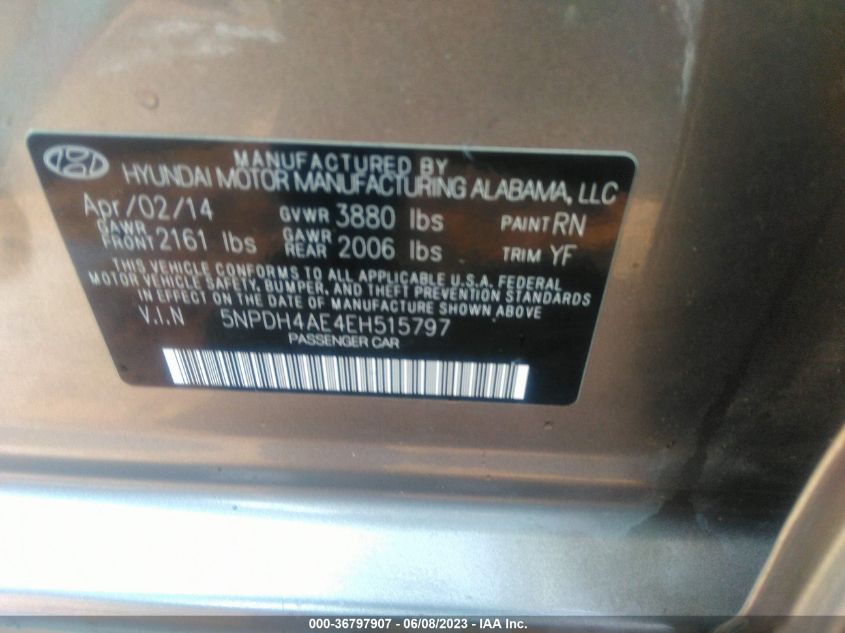 MANUFACTURED BY
HYUNDAI MOTOR MANUFACTURING ALABAMA, LLC
Apr/02/14 GVWR 3880 lbs PAINT RN
GAWR FRONT 2161 lbs GAWR REAR 2006 lbs TRIM YF
THIS VEHICLE CONFORMS TO ALL APPLICABLE U.S.A. FEDERAL
MOTOR VEHICLE SAFETY, BUMPER, AND THEFT PREVENTION STANDARDS
IN EFFECT ON THE DATE OF MANUFACTURE SHOWN ABOVE
V.I.N 5NPDH4AE4EH515797
PASSENGER CAR
000-36797907 - 06/08/2023 - IAA Inc.